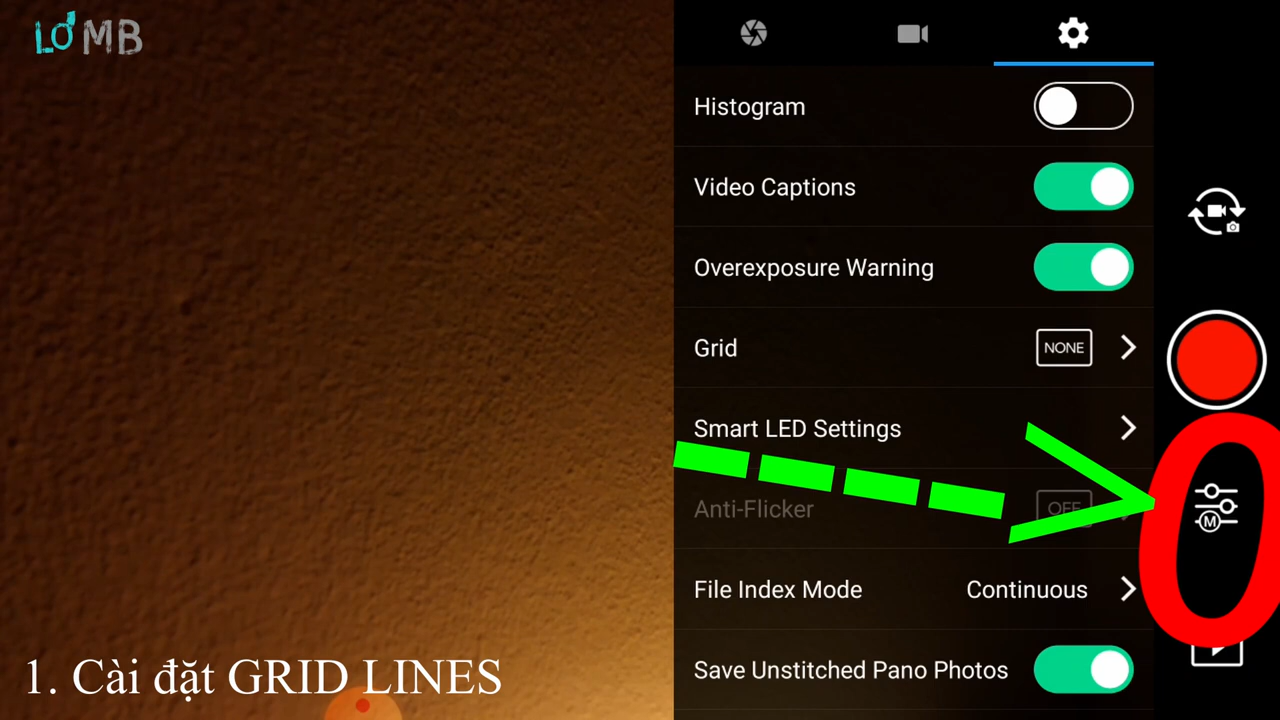 LOMB
Histogram
Video Captions
Overexposure Warning
Grid NONE
Smart LED Settings
Anti-Flicker OFF
File Index Mode Continuous
Save Unstitched Pano Photos
M
1. Cài đặt GRID LINES